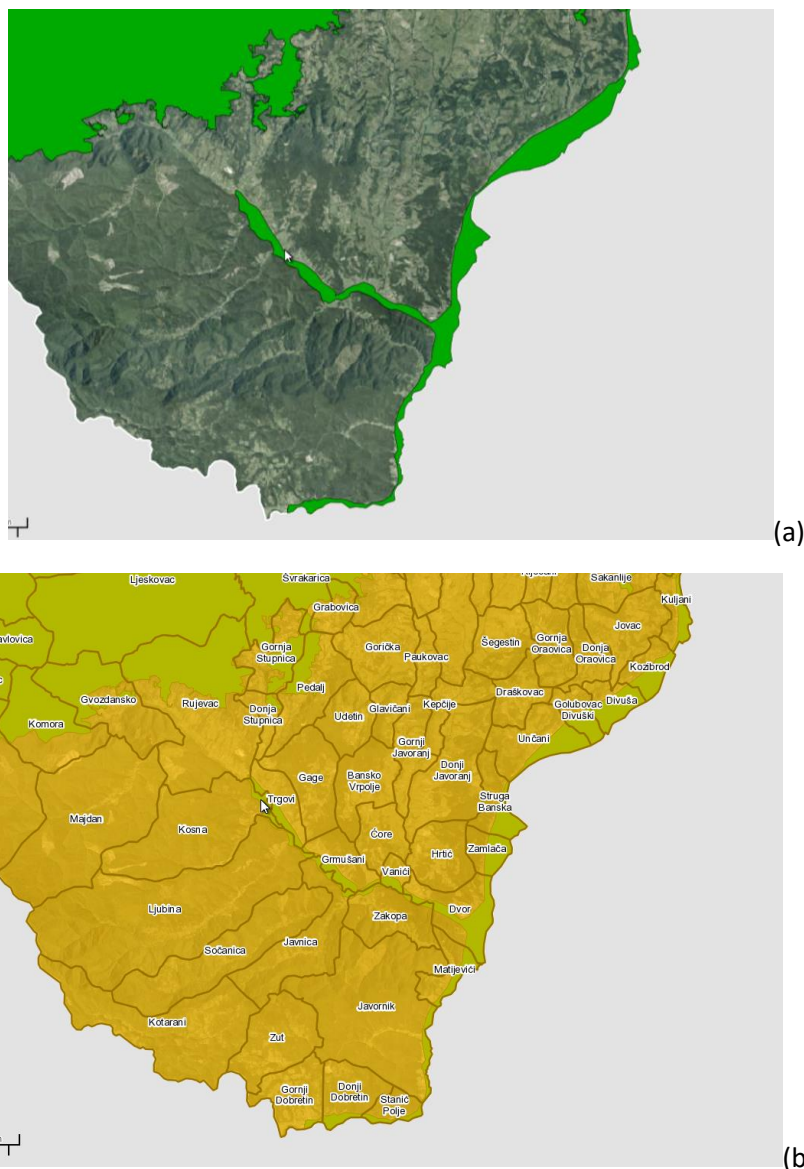 (a)
Ljeskovac
Švrakarica
Sakanlije
Kuljani
Grabovica
Jovac
avlovica
Gornja
Stupnica
Gorička
Paukovac
Šegestin
Gornja
Oraovica
Donja
Oraovica
Kozibrod
Pedalj
Gvozdansko
Rujevac
Donja
Stupnica
Udetin
Glavičani
Kepčije
Draškovac
Golubovac
Divuški
Divuša
Komora
Unčani
Gornji
Javoranj
Gage
Bansko
Vrpolje
Donji
Javoranj
Trgovi
Struga
Banska
Majdan
Kosna
Ćore
Zamlača
Grmušani
Hrtić
Vanići
Ljubina
Zakopa
Dvor
Sočanica
Javnica
Matijevići
Javornik
Kotarani
Zut
Gornji
Dobretin
Donji
Dobretin
Stanić
Polje
(b